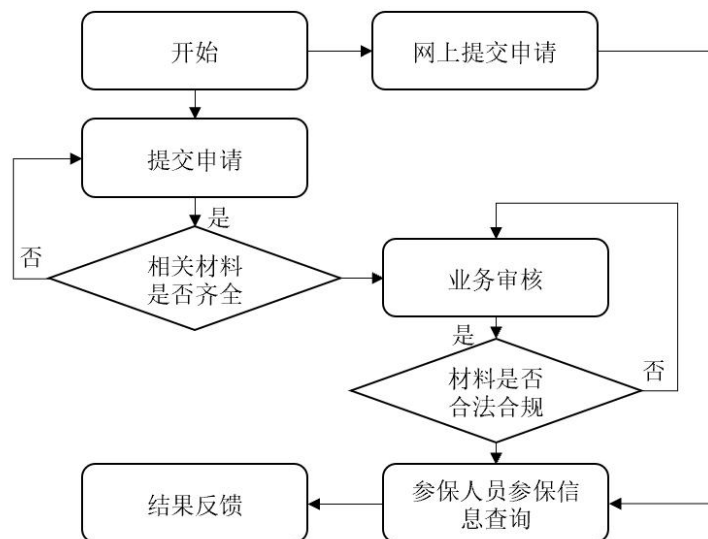 开始
网上提交申请
提交申请
是
否
相关材料
是否齐全
业务审核
是
材料是否
合法合规
否
结果反馈
参保人员参保信
息查询